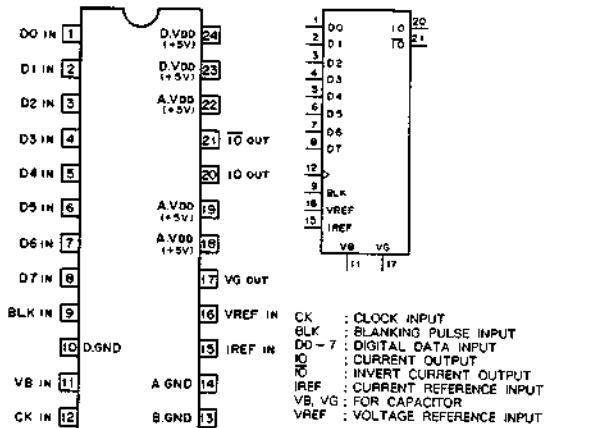 D0 IN 1
D1 IN 2
D2 IN 3
D3 IN 4
D4 IN 5
D5 IN 6
D6 IN 7
D7 IN 8
BLK IN 9
10 D.GND
VB IN 11
CK IN 12
D.VDD (+5V) 24
D.VDD (+5V) 23
A.VDD (+5V) 22
21 IO OUT
20 IO OUT
A.VDD (+5V) 19
A.VDD (+5V) 18
17 VG OUT
16 VREF IN
15 IREF IN
A.GND 14
B.GND 13
1 D0
2 D1
3 D2
4 D3
5 D4
6 D5
7 D6
8 D7
12
9 BLK
16 VREF
15 IREF
IO 20
IO 21
VB VG
11 17
CK : CLOCK INPUT
BLK : BLANKING PULSE INPUT
D0-7 : DIGITAL DATA INPUT
IO : CURRENT OUTPUT
IO : INVERT CURRENT OUTPUT
IREF : CURRENT REFERENCE INPUT
VB, VG : FOR CAPACITOR
VREF : VOLTAGE REFERENCE INPUT